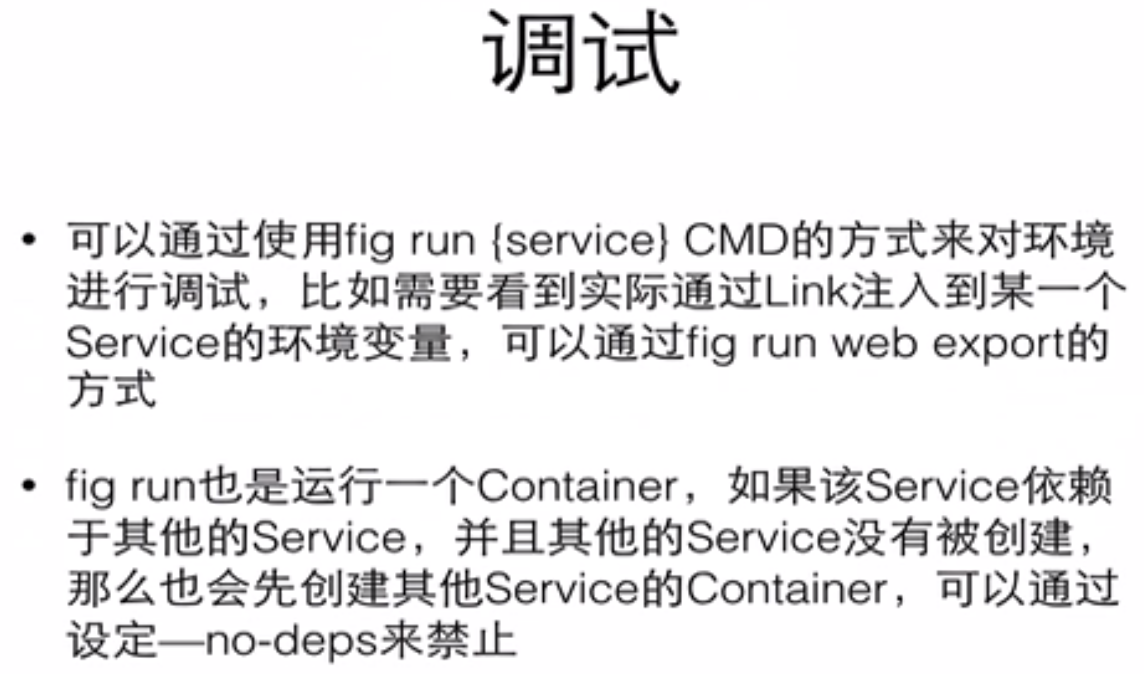 调试
• 可以通过使用fig run {service} CMD的方式来对环境
进行调试，比如需要看到实际通过Link注入到某一个
Service的环境变量，可以通过fig run web export的
方式
• fig run也是运行一个Container，如果该Service依赖
于其他的Service，并且其他的Service没有被创建，
那么也会先创建其他Service的Container，可以通过
设定—no-deps来禁止